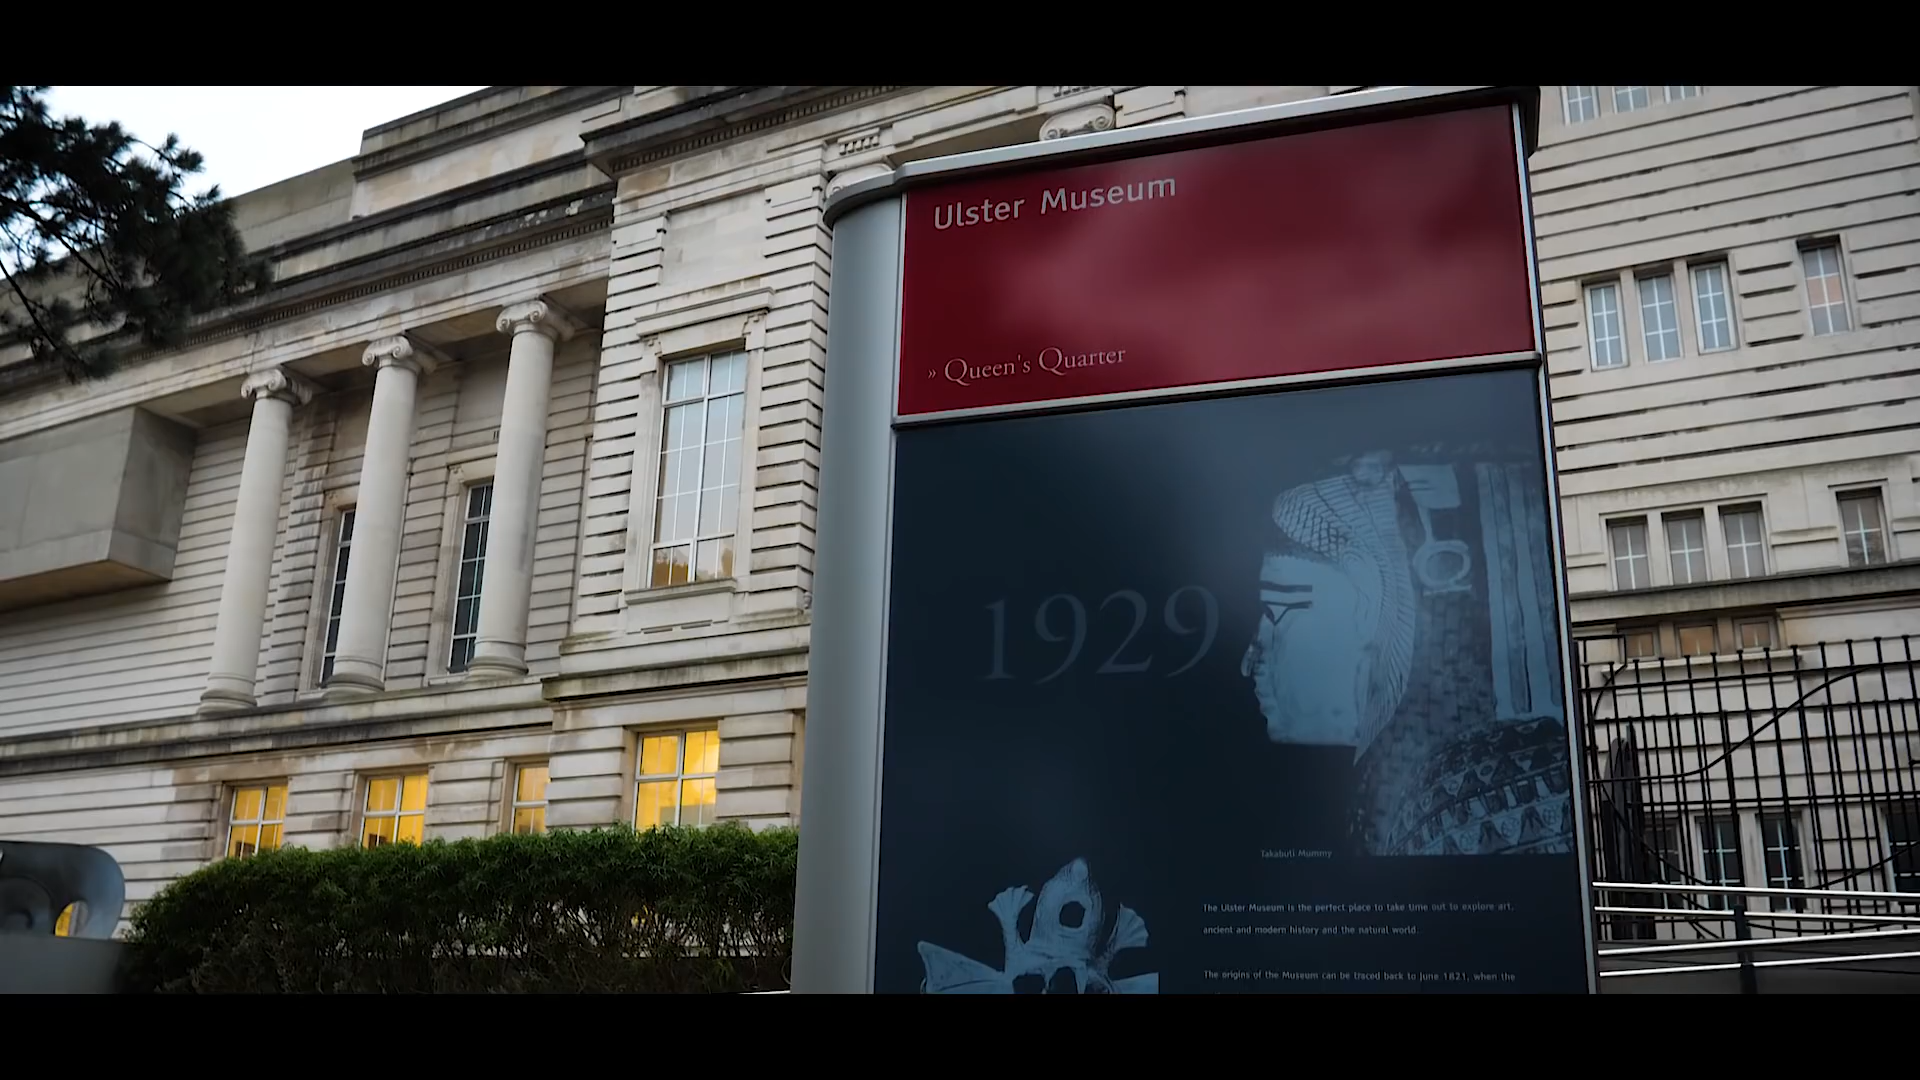 Ulster Museum
» Queen's Quarter
1929
Takabuti Mummy
The Ulster Museum is the perfect place to take time out to explore art,
ancient and modern history and the natural world.
The origins of the Museum can be traced back to June 1821, when the